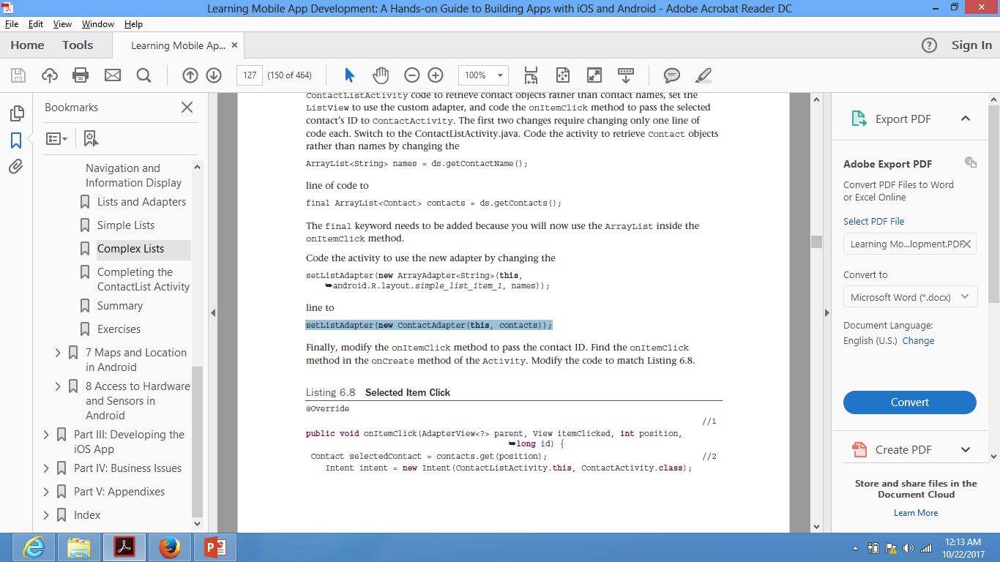 Learning Mobile App Development: A Hands-on Guide to Building Apps with iOS and Android - Adobe Acrobat Reader DC
File Edit View Window Help
Home Tools Learning Mobile Ap... × Sign In
127 (150 of 464) 100%
Bookmarks
Navigation and
Information Display
Lists and Adapters
Simple Lists
Complex Lists
Completing the
ContactList Activity
Summary
Exercises
7 Maps and Location
in Android
8 Access to Hardware
and Sensors in
Android
Part III: Developing the
iOS App
Part IV: Business Issues
Part V: Appendixes
Index
ContactListActivity code to retrieve contact objects rather than contact names, set the
ListView to use the custom adapter, and code the onItemClick method to pass the selected
contact's ID to ContactActivity. The first two changes require changing only one line of
code each. Switch to the ContactListActivity.java. Code the activity to retrieve Contact objects
rather than names by changing the
ArrayList<String> names = ds.getContactName();
line of code to
final ArrayList<Contact> contacts = ds.getContacts();
The final keyword needs to be added because you will now use the ArrayList inside the
onItemClick method.
Code the activity to use the new adapter by changing the
setListAdapter(new ArrayAdapter<String>(this,
➥android.R.layout.simple_list_item_1, names));
line to
setListAdapter(new ContactAdapter(this, contacts));
Finally, modify the onItemClick method to pass the contact ID. Find the onItemClick
method in the onCreate method of the Activity. Modify the code to match Listing 6.8.
Listing 6.8 Selected Item Click
@Override
//1
public void onItemClick(AdapterView<?> parent, View itemClicked, int position,
➥long id) {
Contact selectedContact = contacts.get(position); //2
Intent intent = new Intent(ContactListActivity.this, ContactActivity.class);
Export PDF
Adobe Export PDF
Convert PDF Files to Word
or Excel Online
Select PDF File
Learning Mo...lopment.PDF
Convert to
Microsoft Word (*.docx)
Document Language:
English (U.S.) Change
Convert
Create PDF
Store and share files in the
Document Cloud
Learn More
12:13 AM
10/22/2017